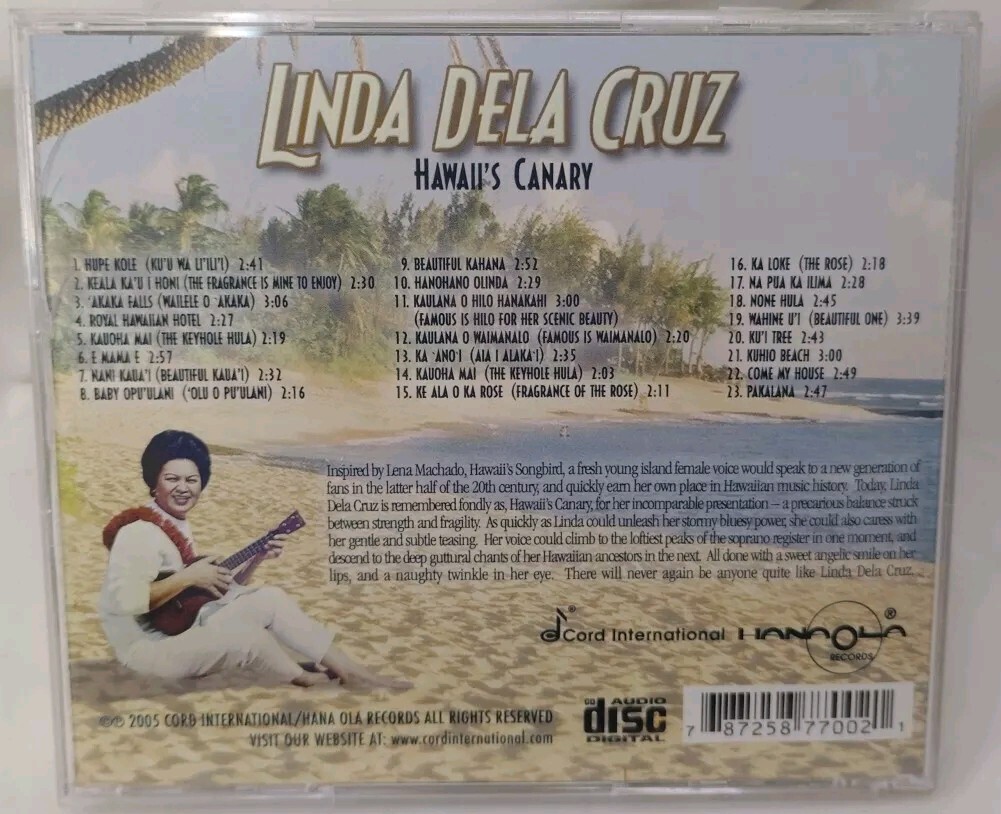 LINDA DELA CRUZ
HAWAII'S CANARY
1. HUPE KOLE (KU'U WA LI'ILI'I) 2:41
2. KEALA KA'U I HONI (THE FRAGRANCE IS MINE TO ENJOY) 2:30
3. 'AKAKA FALLS (WAILELE O 'AKAKA) 3:06
4. ROYAL HAWAIIAN HOTEL 2:27
5. KAUOHA MAI (THE KEYHOLE HULA) 2:19
6. E MAMA E 2:57
7. NANI KAUA'I (BEAUTIFUL KAUA'I) 2:32
8. BABY OPU'ULANI ('OLU O PU'ULANI) 2:16
9. BEAUTIFUL KAHANA 2:52
10. HANOHANO OLINDA 2:29
11. KAULANA O HILO HANAKAHI 3:00
(FAMOUS IS HILO FOR HER SCENIC BEAUTY)
12. KAULANA O WAIMANALO (FAMOUS IS WAIMANALO) 2:20
13. KA 'ANO'I (AIA I ALAKA'I) 2:35
14. KAUOHA MAI (THE KEYHOLE HULA) 2:03
15. KE ALA O KA ROSE (FRAGRANCE OF THE ROSE) 2:11
16. KA LOKE (THE ROSE) 2:18
17. NA PUA KA ILIMA 2:28
18. NONE HULA 2:45
19. WAHINE U'I (BEAUTIFUL ONE) 3:39
20. KU'I TREE 2:43
21. KUHIO BEACH 3:00
22. COME MY HOUSE 2:49
23. PAKALANA 2:47
Inspired by Lena Machado, Hawaii's Songbird, a fresh young island female voice would speak to a new generation of
fans in the latter half of the 20th century, and quickly earn her own place in Hawaiian music history. Today, Linda
Dela Cruz is remembered fondly as, Hawaii's Canary, for her incomparable presentation – a precarious balance struck
between strength and fragility. As quickly as Linda could unleash her stormy bluesy power, she could also caress with
her gentle and subtle teasing. Her voice could climb to the loftiest peaks of the soprano register in one moment, and
descend to the deep guttural chants of her Hawaiian ancestors in the next. All done with a sweet angelic smile on her
lips, and a naughty twinkle in her eye. There will never again be anyone quite like Linda Dela Cruz.
® Cord International HANA OLA ®
RECORDS
©℗ 2005 CORD INTERNATIONAL/HANA OLA RECORDS ALL RIGHTS RESERVED
VISIT OUR WEBSITE AT: www.cordinternational.com
CD AUDIO
disc
DIGITAL
7 87258 77002 1